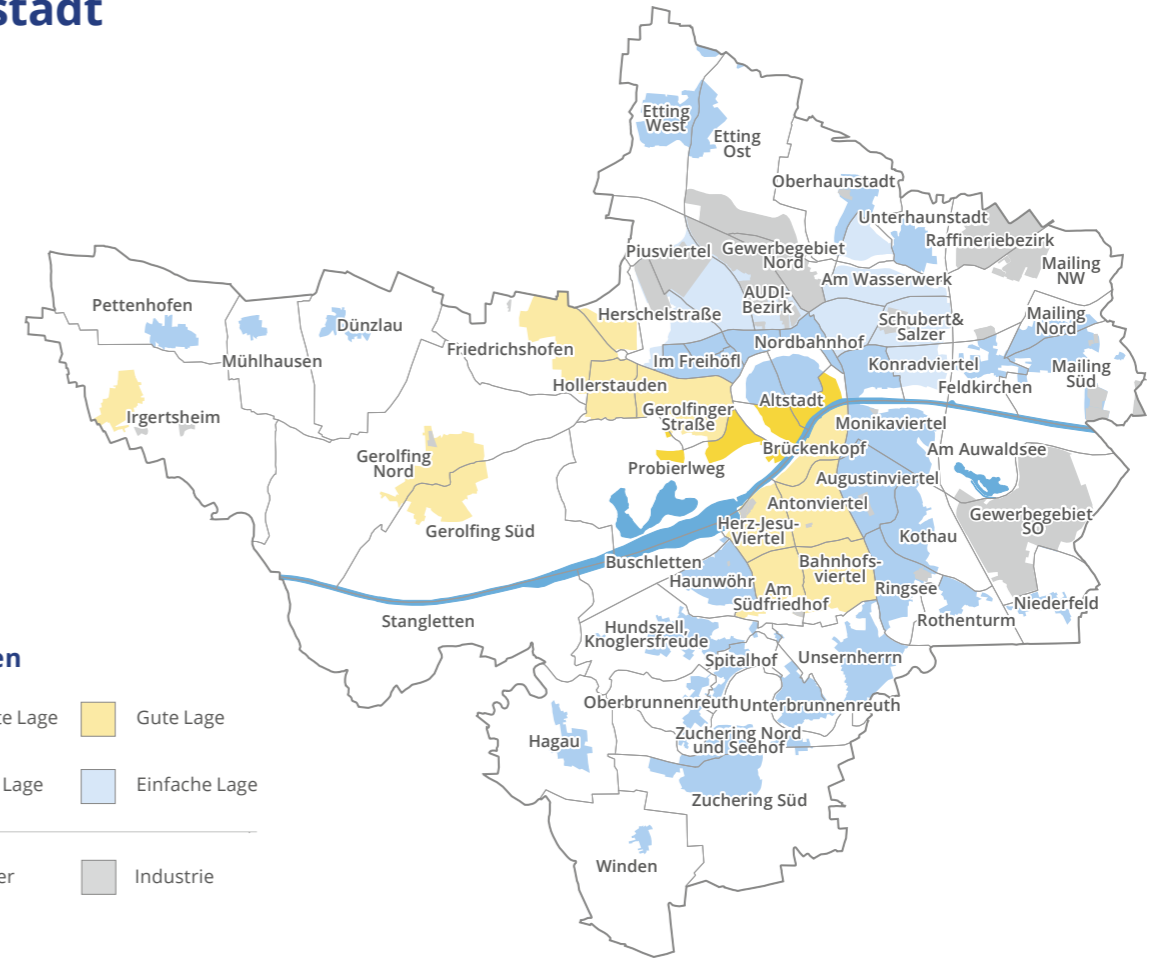 stadt
Etting
West
Etting
Ost
Oberhaunstadt
Unterhaunstadt
Piusviertel
Gewerbegebiet
Nord
Raffineriebezirk
Mailing
NW
Am Wasserwerk
Pettenhofen
AUDI-
Bezirk
Herschelstraße
Schubert&
Salzer
Mailing
Nord
Dünzlau
Nordbahnhof
Friedrichshofen
Mühlhausen
Im Freihöfl
Konradviertel
Mailing
Süd
Hollerstauden
Feldkirchen
Altstadt
Irgertsheim
Gerolfinger
Straße
Monikaviertel
Brückenkopf
Am Auwaldsee
Gerolfing
Nord
Probierlweg
Augustinviertel
Antonviertel
Gewerbegebiet
SO
Gerolfing Süd
Herz-Jesu-
Viertel
Kothau
Buschletten
Bahnhofs-
viertel
Haunwöhr
Am
Südfriedhof
Ringsee
Niederfeld
Stangletten
Rothenturm
Hundszell,
Knoglersfreude
Spitalhof
Unsernherrn
Oberbrunnenreuth
Unterbrunnenreuth
Hagau
Zuchering Nord
und Seehof
Zuchering Süd
Winden
en
te Lage
Gute Lage
Lage
Einfache Lage
er
Industrie